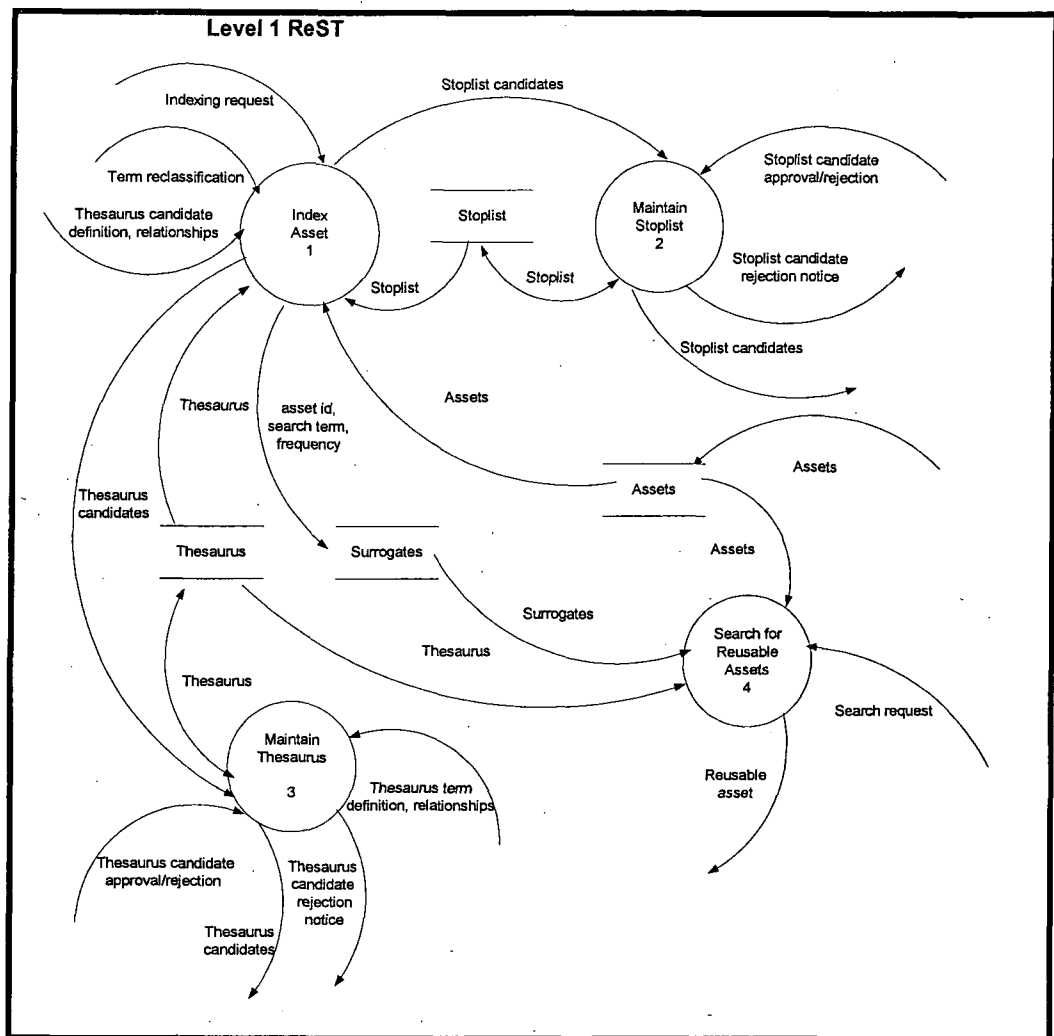 Level 1 ReST
Indexing request
Stoplist candidates
Term reclassification
Thesaurus candidate
definition, relationships
Index
Asset
1
Stoplist
Maintain
Stoplist
2
Stoplist candidate
approval/rejection
Stoplist candidate
rejection notice
Stoplist
Stoplist
Stoplist candidates
Thesaurus
asset id,
search term,
frequency
Assets
Assets
Assets
Assets
Thesaurus
candidates
Thesaurus
Surrogates
Surrogates
Thesaurus
Search for
Reusable
Assets
4
Search request
Reusable
asset
Thesaurus
Maintain
Thesaurus
3
Thesaurus term
definition, relationships
Thesaurus candidate
approval/rejection
Thesaurus
candidate
rejection
notice
Thesaurus
candidates